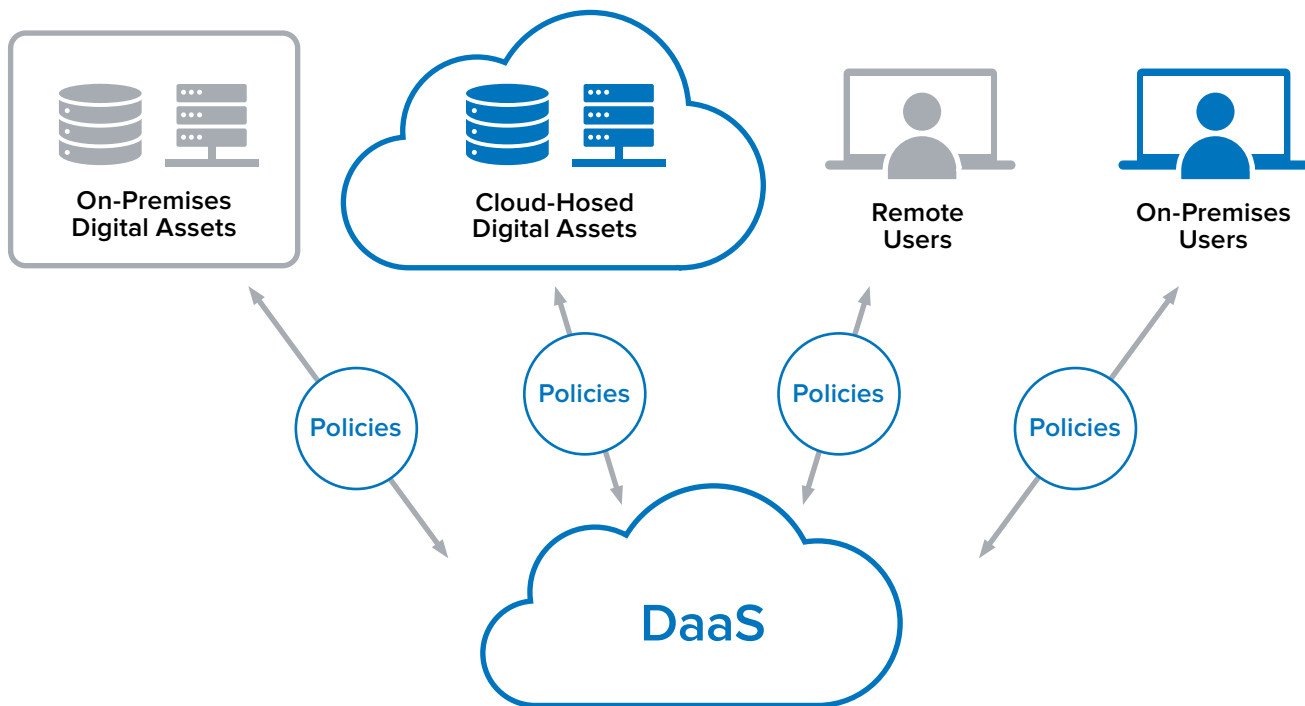 On-Premises
Digital Assets
Cloud-Hosed
Digital Assets
Remote
Users
On-Premises
Users
Policies
Policies
Policies
Policies
DaaS